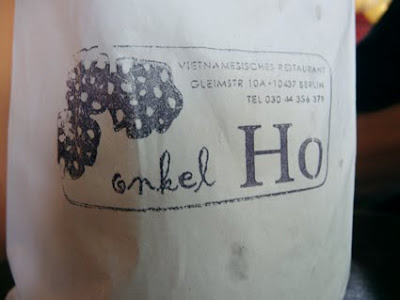 VIETNAMESISCHES RESTAURANT
GLEIMSTR 10A · 10437 BERLIN
TEL 030 44 356 379
onkel Ho